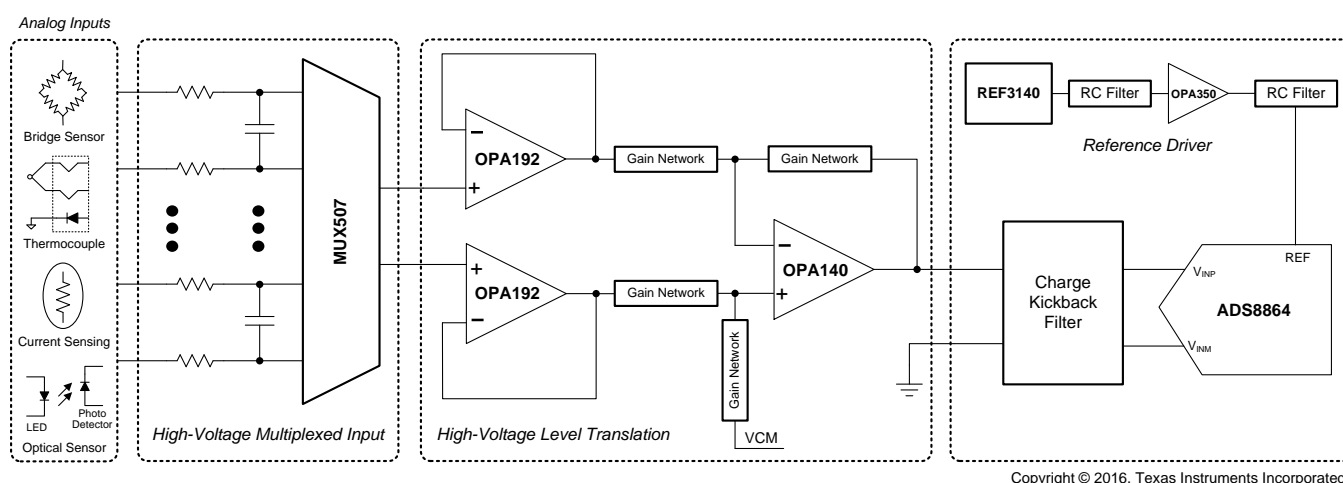 Analog Inputs
Bridge Sensor
Thermocouple
Current Sensing
LED
Photo
Detector
Optical Sensor
MUX507
High-Voltage Multiplexed Input
OPA192
+
Gain Network
Gain Network
+
OPA192
Gain Network
OPA140
+
Gain Network
VCM
High-Voltage Level Translation
REF3140
RC Filter
OPA350
RC Filter
Reference Driver
Charge
Kickback
Filter
VINP
REF
ADS8864
VINM
Copyright © 2016, Texas Instruments Incorporated